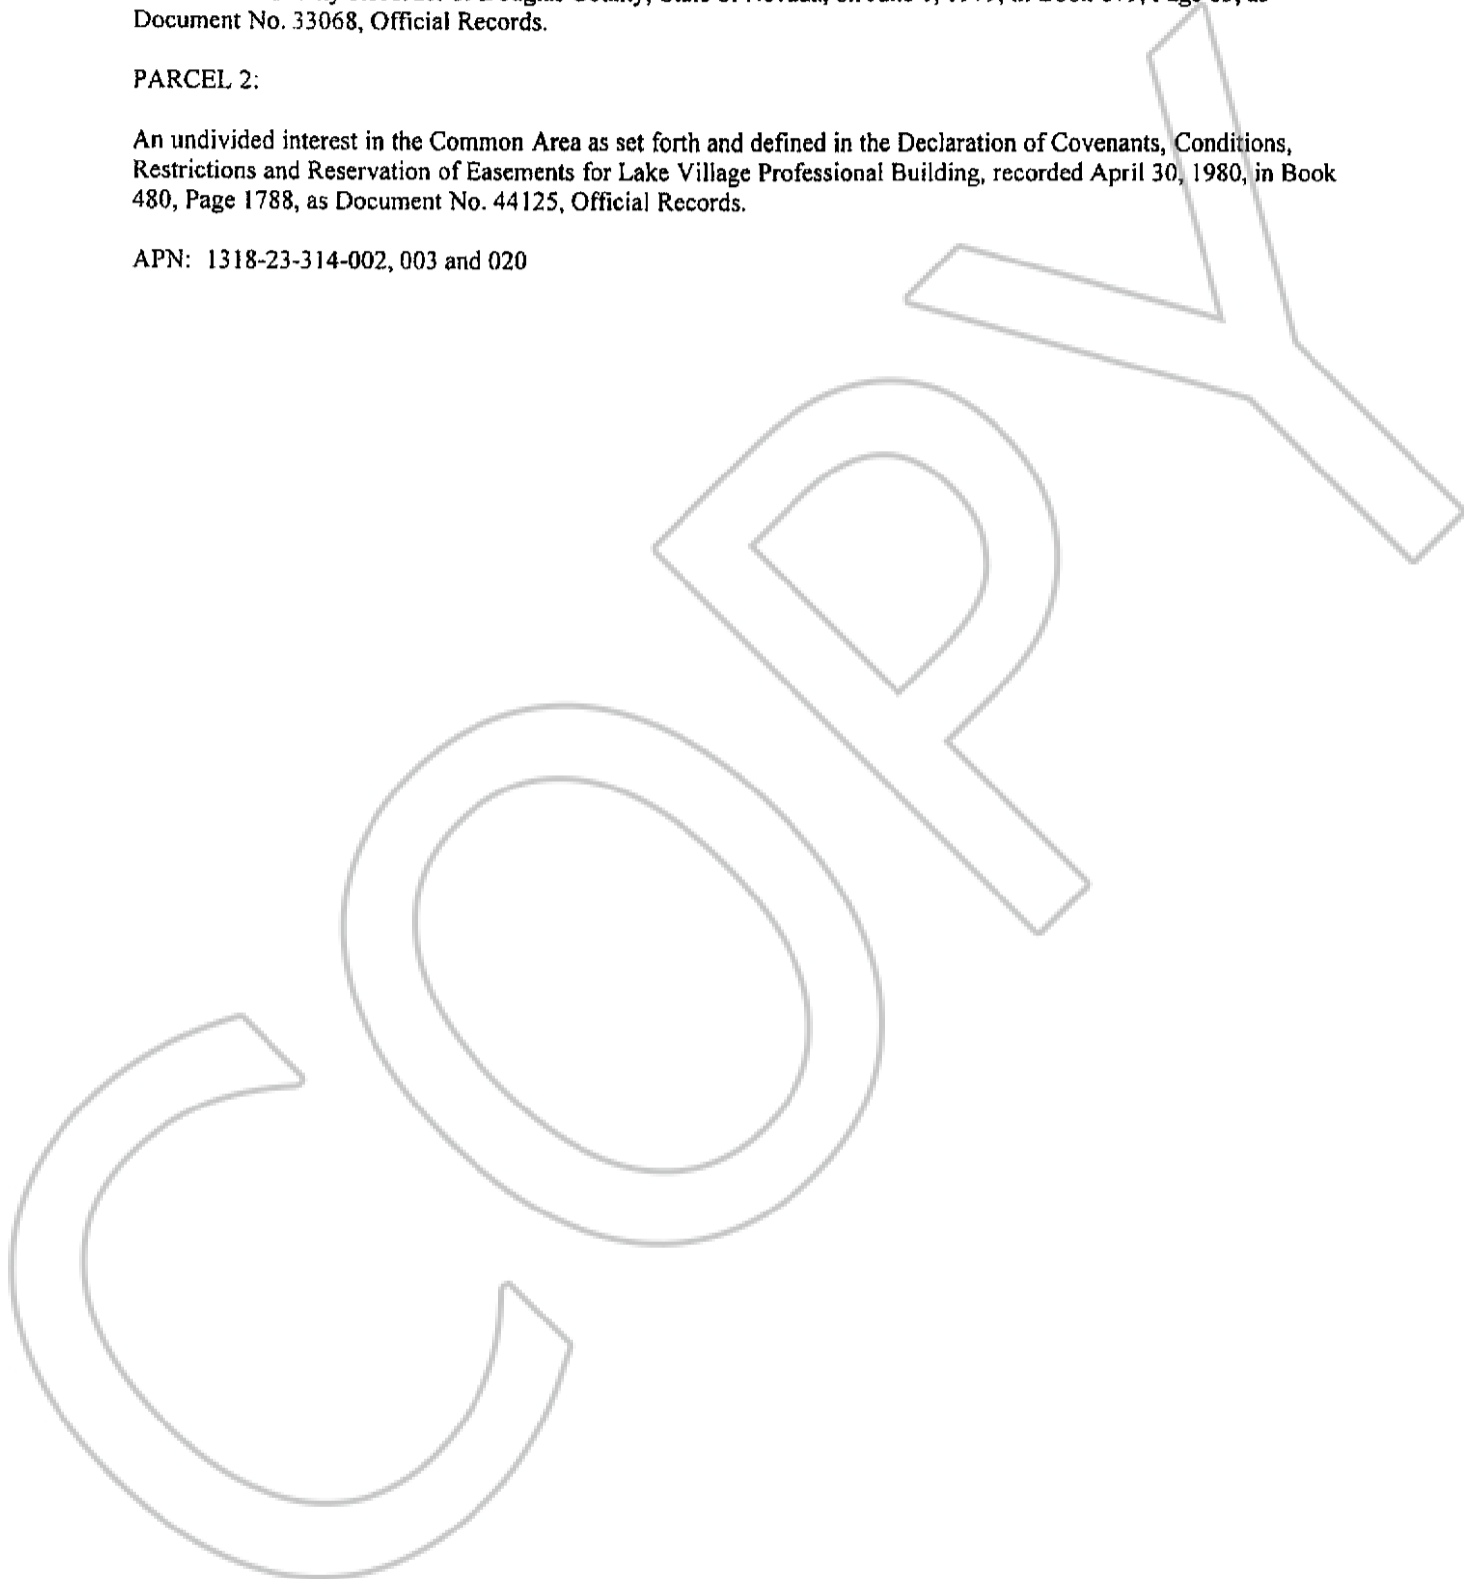 Document No. 33068, Official Records.
PARCEL 2:
An undivided interest in the Common Area as set forth and defined in the Declaration of Covenants, Conditions,
Restrictions and Reservation of Easements for Lake Village Professional Building, recorded April 30, 1980, in Book
480, Page 1788, as Document No. 44125, Official Records.
APN: 1318-23-314-002, 003 and 020
COPY